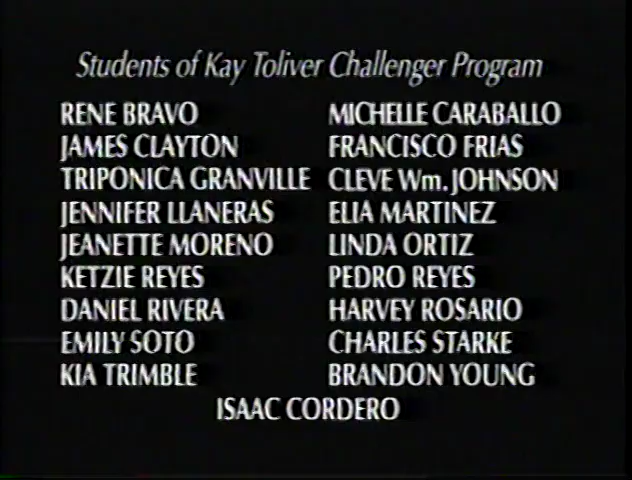 Students of Kay Toliver Challenger Program
RENE BRAVO MICHELLE CARABALLO
JAMES CLAYTON FRANCISCO FRIAS
TRIPONICA GRANVILLE CLEVE Wm. JOHNSON
JENNIFER LLANERAS ELIA MARTINEZ
JEANETTE MORENO LINDA ORTIZ
KETZIE REYES PEDRO REYES
DANIEL RIVERA HARVEY ROSARIO
EMILY SOTO CHARLES STARKE
KIA TRIMBLE BRANDON YOUNG
ISAAC CORDERO